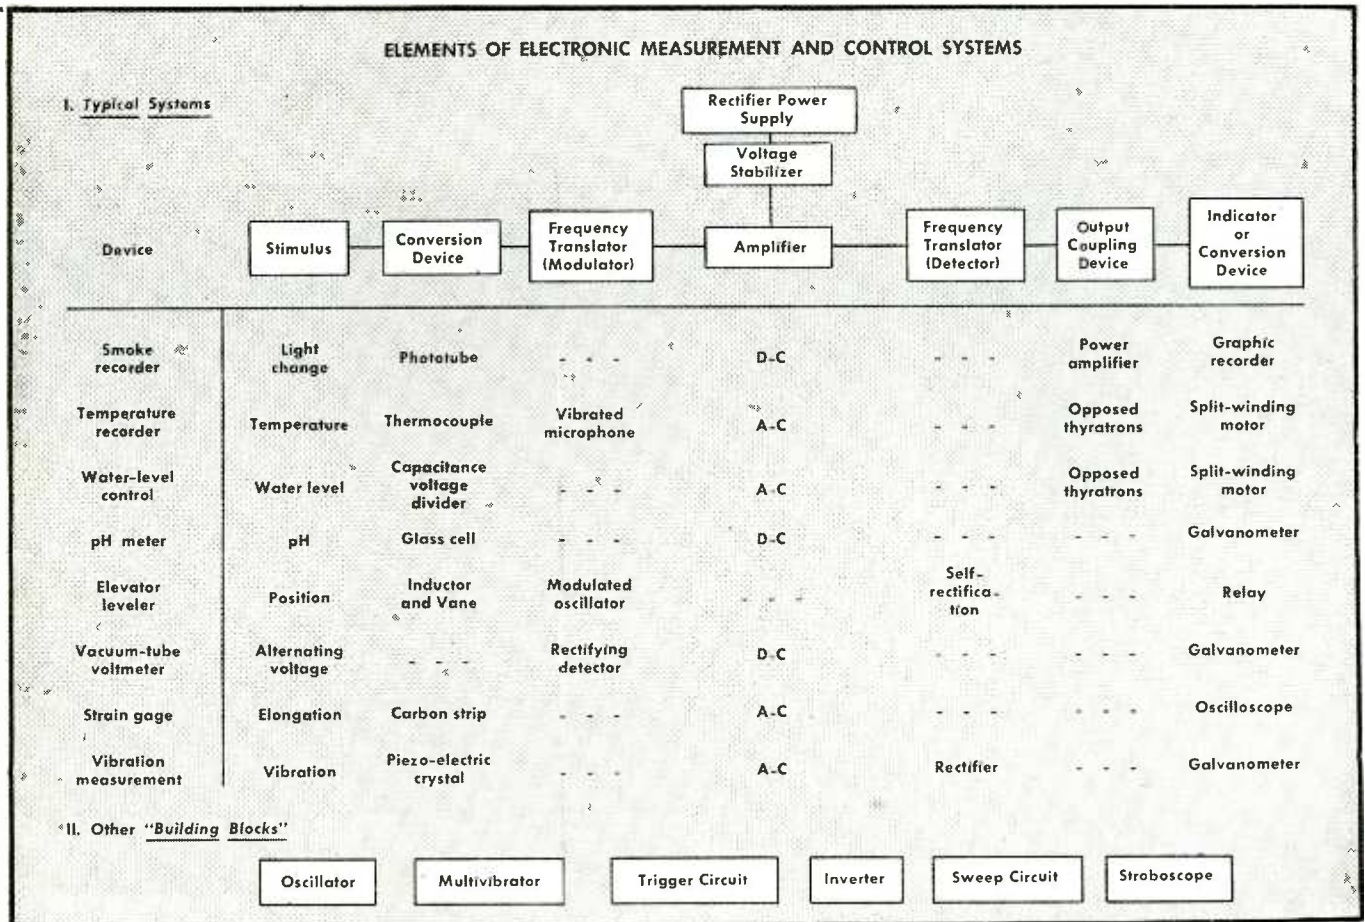 ELEMENTS OF ELECTRONIC MEASUREMENT AND CONTROL SYSTEMS
I. Typical Systems
Rectifier Power
Supply
Voltage
Stabilizer
Device
Stimulus
Conversion
Device
Frequency
Translator
(Modulator)
Amplifier
Frequency
Translator
(Detector)
Output
Coupling
Device
Indicator
or
Conversion
Device
Smoke
recorder
Light
change
Phototube
- - -
D-C
- - -
Power
amplifier
Graphic
recorder
Temperature
recorder
Temperature
Thermocouple
Vibrated
microphone
A-C
- - -
Opposed
thyratrons
Split-winding
motor
Water-level
control
Water level
Capacitance
voltage
divider
- - -
A-C
- - -
Opposed
thyratrons
Split-winding
motor
pH meter
pH
Glass cell
- - -
D-C
- - -
- - -
Galvanometer
Elevator
leveler
Position
Inductor
and Vane
Modulated
oscillator
- - -
Self-
rectifica-
tion
- - -
Relay
Vacuum-tube
voltmeter
Alternating
voltage
- - -
Rectifying
detector
D-C
- - -
- - -
Galvanometer
Strain gage
Elongation
Carbon strip
- - -
A-C
- - -
- - -
Oscilloscope
Vibration
measurement
Vibration
Piezo-electric
crystal
- - -
A-C
Rectifier
- - -
Galvanometer
II. Other "Building Blocks"
Oscillator
Multivibrator
Trigger Circuit
Inverter
Sweep Circuit
Stroboscope